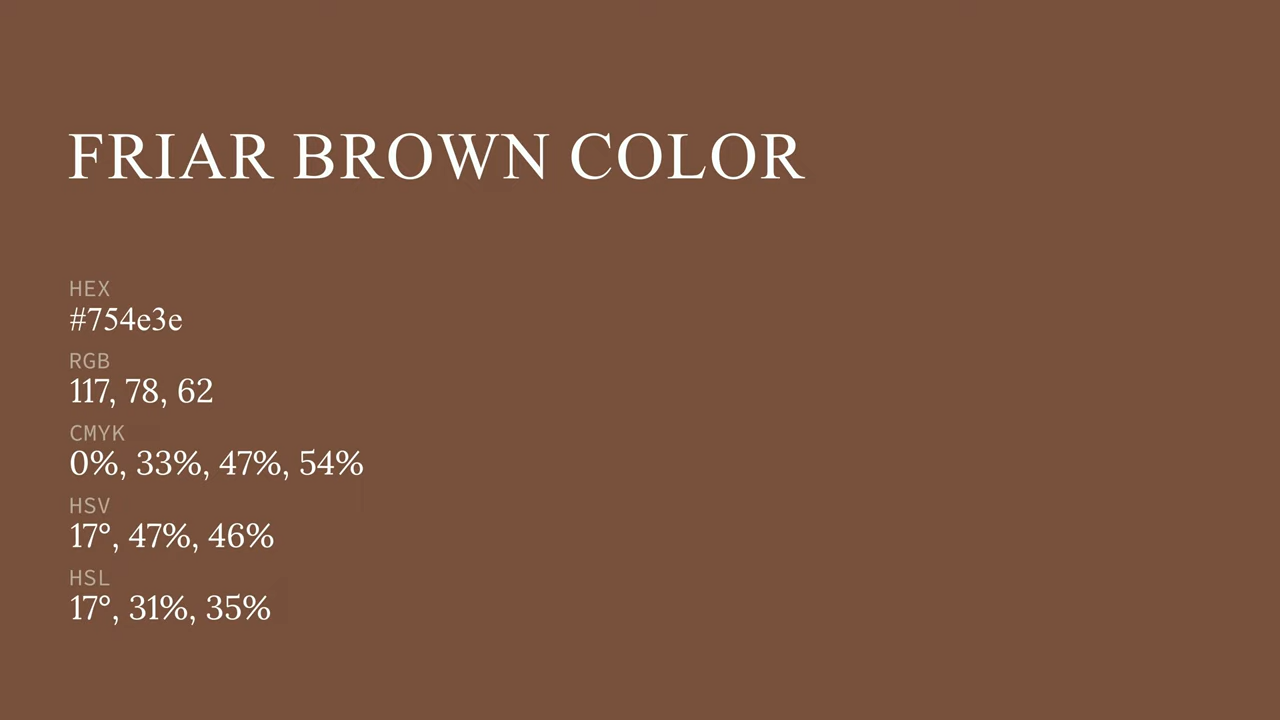 FRIAR BROWN COLOR
HEX
#754e3e
RGB
117, 78, 62
CMYK
0%, 33%, 47%, 54%
HSV
17°, 47%, 46%
HSL
17°, 31%, 35%